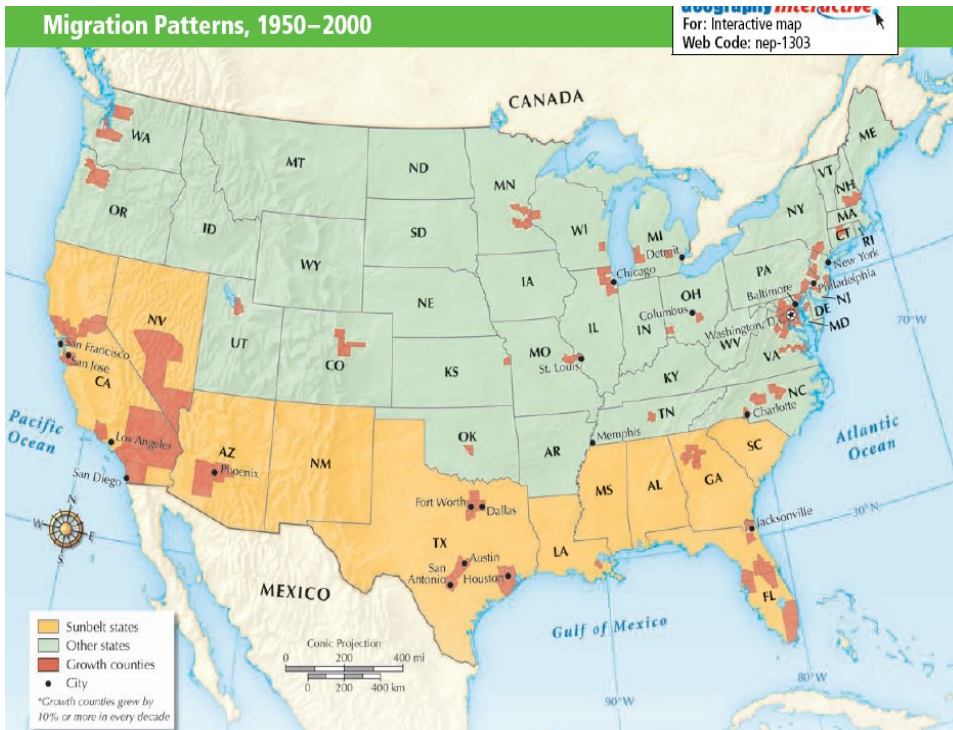 Migration Patterns, 1950–2000
Geography Interactive
For: Interactive map
Web Code: nep-1303
CANADA
WA
MT
ND
MN
ME
VT
NH
OR
ID
SD
WI
MI
NY
MA
CT
RI
WY
Detroit
Chicago
New York
IA
PA
NE
OH
Baltimore
Philadelphia
Columbus
NJ
NV
IL
IN
Washington, D.C.
DE
MD
70°W
San Francisco
San Jose
UT
CO
MO
WV
VA
CA
KS
St. Louis
KY
Pacific
Ocean
NC
TN
Charlotte
Los Angeles
OK
Memphis
Atlantic
Ocean
AZ
NM
AR
SC
Phoenix
San Diego
MS
AL
GA
Fort Worth
Dallas
N
W
E
S
30°N
Jacksonville
TX
LA
Austin
San
Antonio
Houston
MEXICO
FL
Gulf of Mexico
Sunbelt states
Other states
Growth counties
City
*Growth counties grew by
10% or more in every decade
Conic Projection
0 200 400 mi
0 200 400 km
80°W
90°W